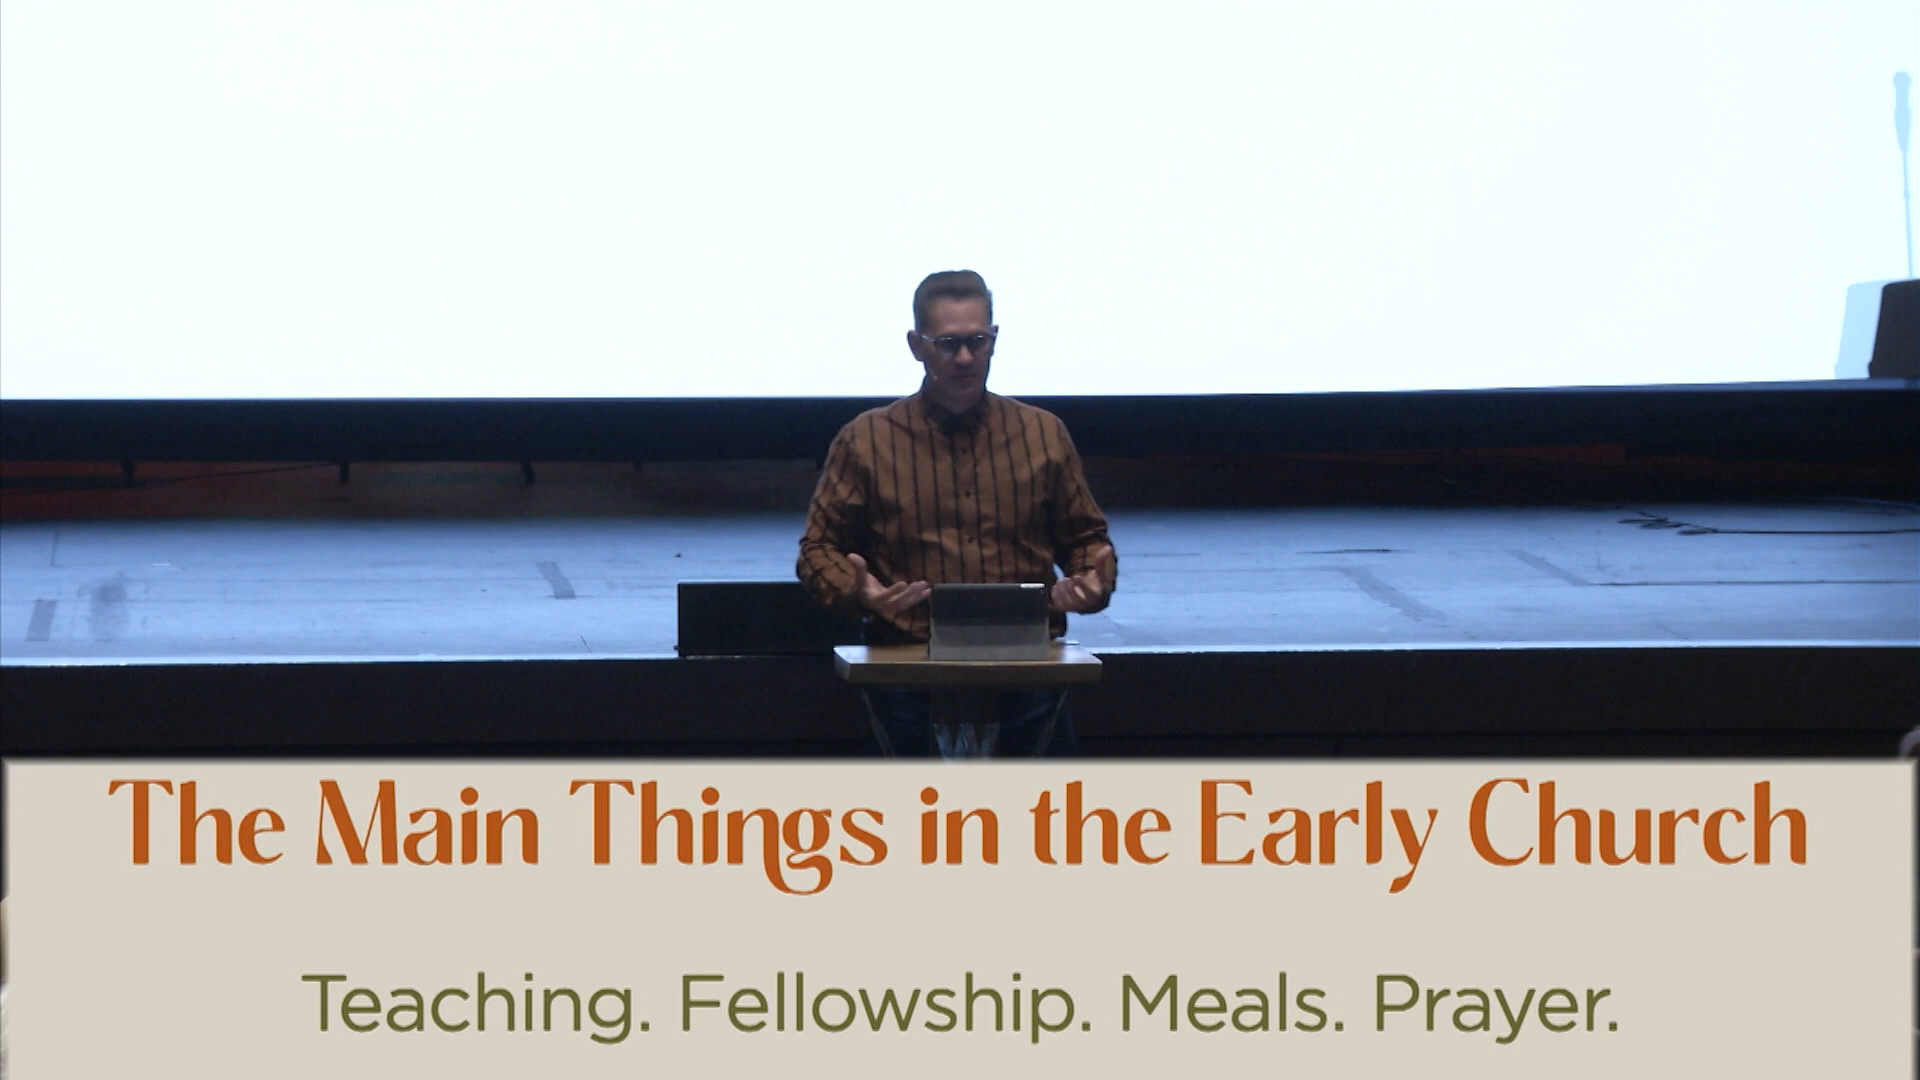 The Main Things in the Early Church
Teaching. Fellowship. Meals. Prayer.